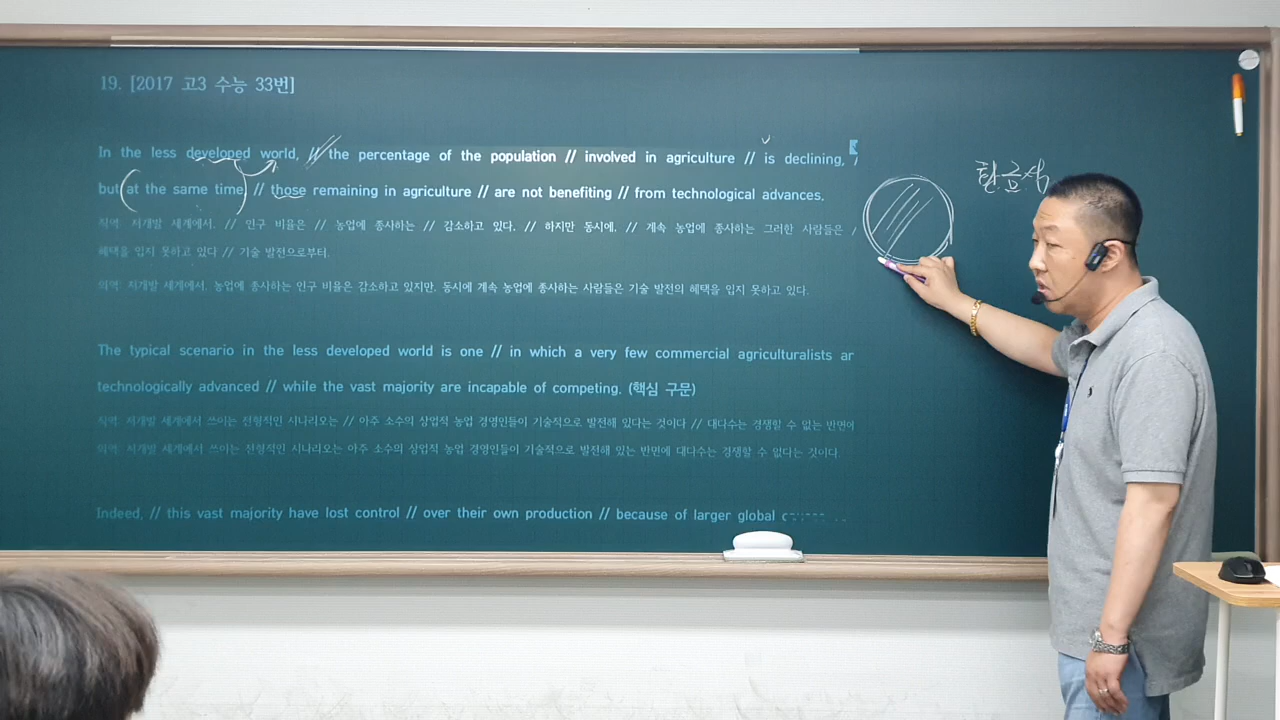 19. [2017 고3 수능 33번]
In the less developed world, // the percentage of the population // involved in agriculture // is declining, /
but (at the same time) // those remaining in agriculture // are not benefiting // from technological advances.
직역: 저개발 세계에서, // 인구 비율은 // 농업에 종사하는 // 감소하고 있다, // 하지만 동시에, // 계속 농업에 종사하는 그러한 사람들은 /
혜택을 입지 못하고 있다 // 기술 발전으로부터.
의역: 저개발 세계에서, 농업에 종사하는 인구 비율은 감소하고 있지만, 동시에 계속 농업에 종사하는 사람들은 기술 발전의 혜택을 입지 못하고 있다.
The typical scenario in the less developed world is one // in which a very few commercial agriculturalists ar
technologically advanced // while the vast majority are incapable of competing. (핵심 구문)
직역: 저개발 세계에서 쓰이는 전형적인 시나리오는 // 아주 소수의 상업적 농업 경영인들이 기술적으로 발전해 있다는 것이다 // 대다수는 경쟁할 수 없는 반면에
의역: 저개발 세계에서 쓰이는 전형적인 시나리오는 아주 소수의 상업적 농업 경영인들이 기술적으로 발전해 있는 반면에 대다수는 경쟁할 수 없다는 것이다.
Indeed, // this vast majority have lost control // over their own production // because of larger global